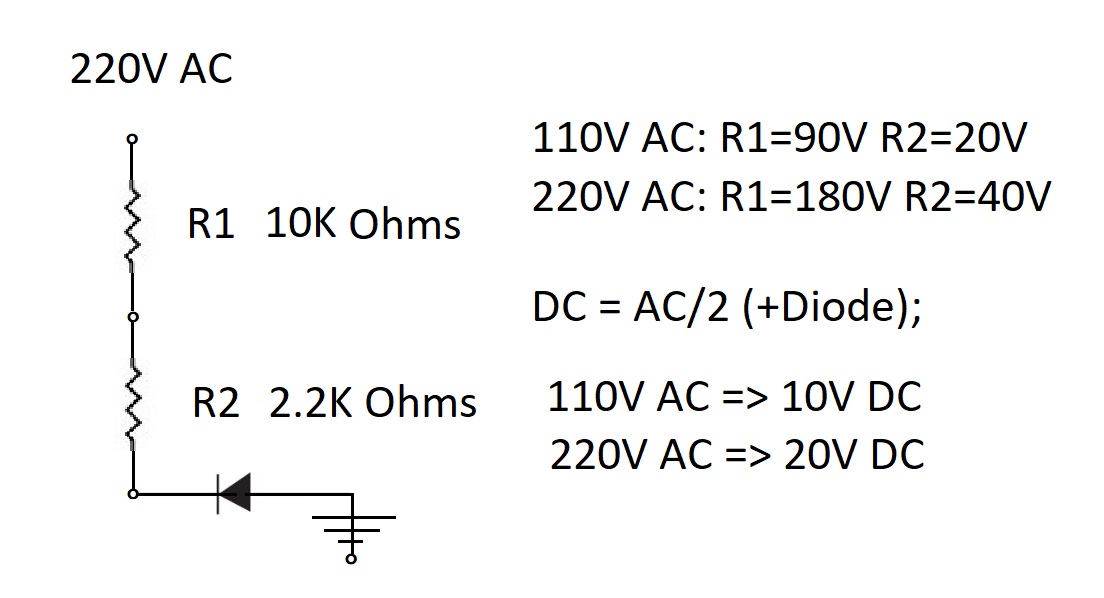 220V AC
110V AC: R1=90V R2=20V
220V AC: R1=180V R2=40V
R1 10K Ohms
DC = AC/2 (+Diode);
R2 2.2K Ohms
110V AC => 10V DC
220V AC => 20V DC